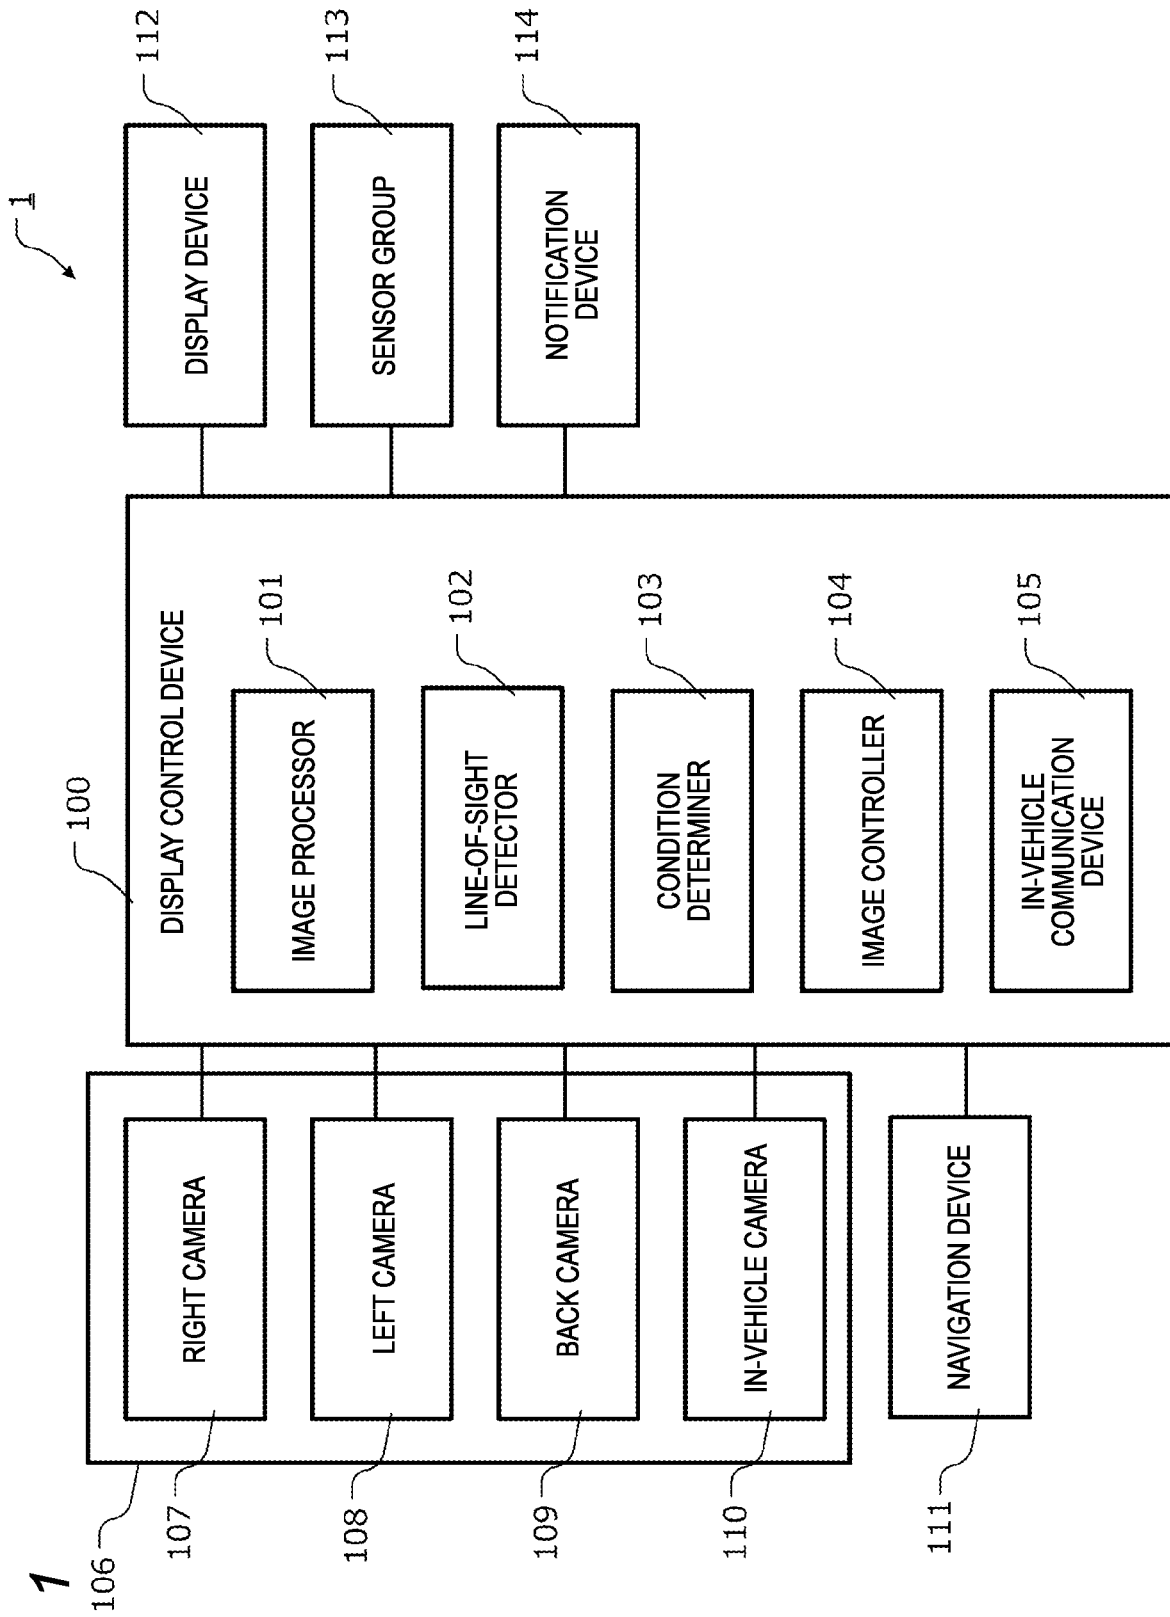 1
1
106
RIGHT CAMERA
107
LEFT CAMERA
108
BACK CAMERA
109
IN-VEHICLE CAMERA
110
NAVIGATION DEVICE
111
100
DISPLAY CONTROL DEVICE
IMAGE PROCESSOR
101
LINE-OF-SIGHT
DETECTOR
102
CONDITION
DETERMINER
103
IMAGE CONTROLLER
104
IN-VEHICLE
COMMUNICATION
DEVICE
105
DISPLAY DEVICE
112
SENSOR GROUP
113
NOTIFICATION
DEVICE
114